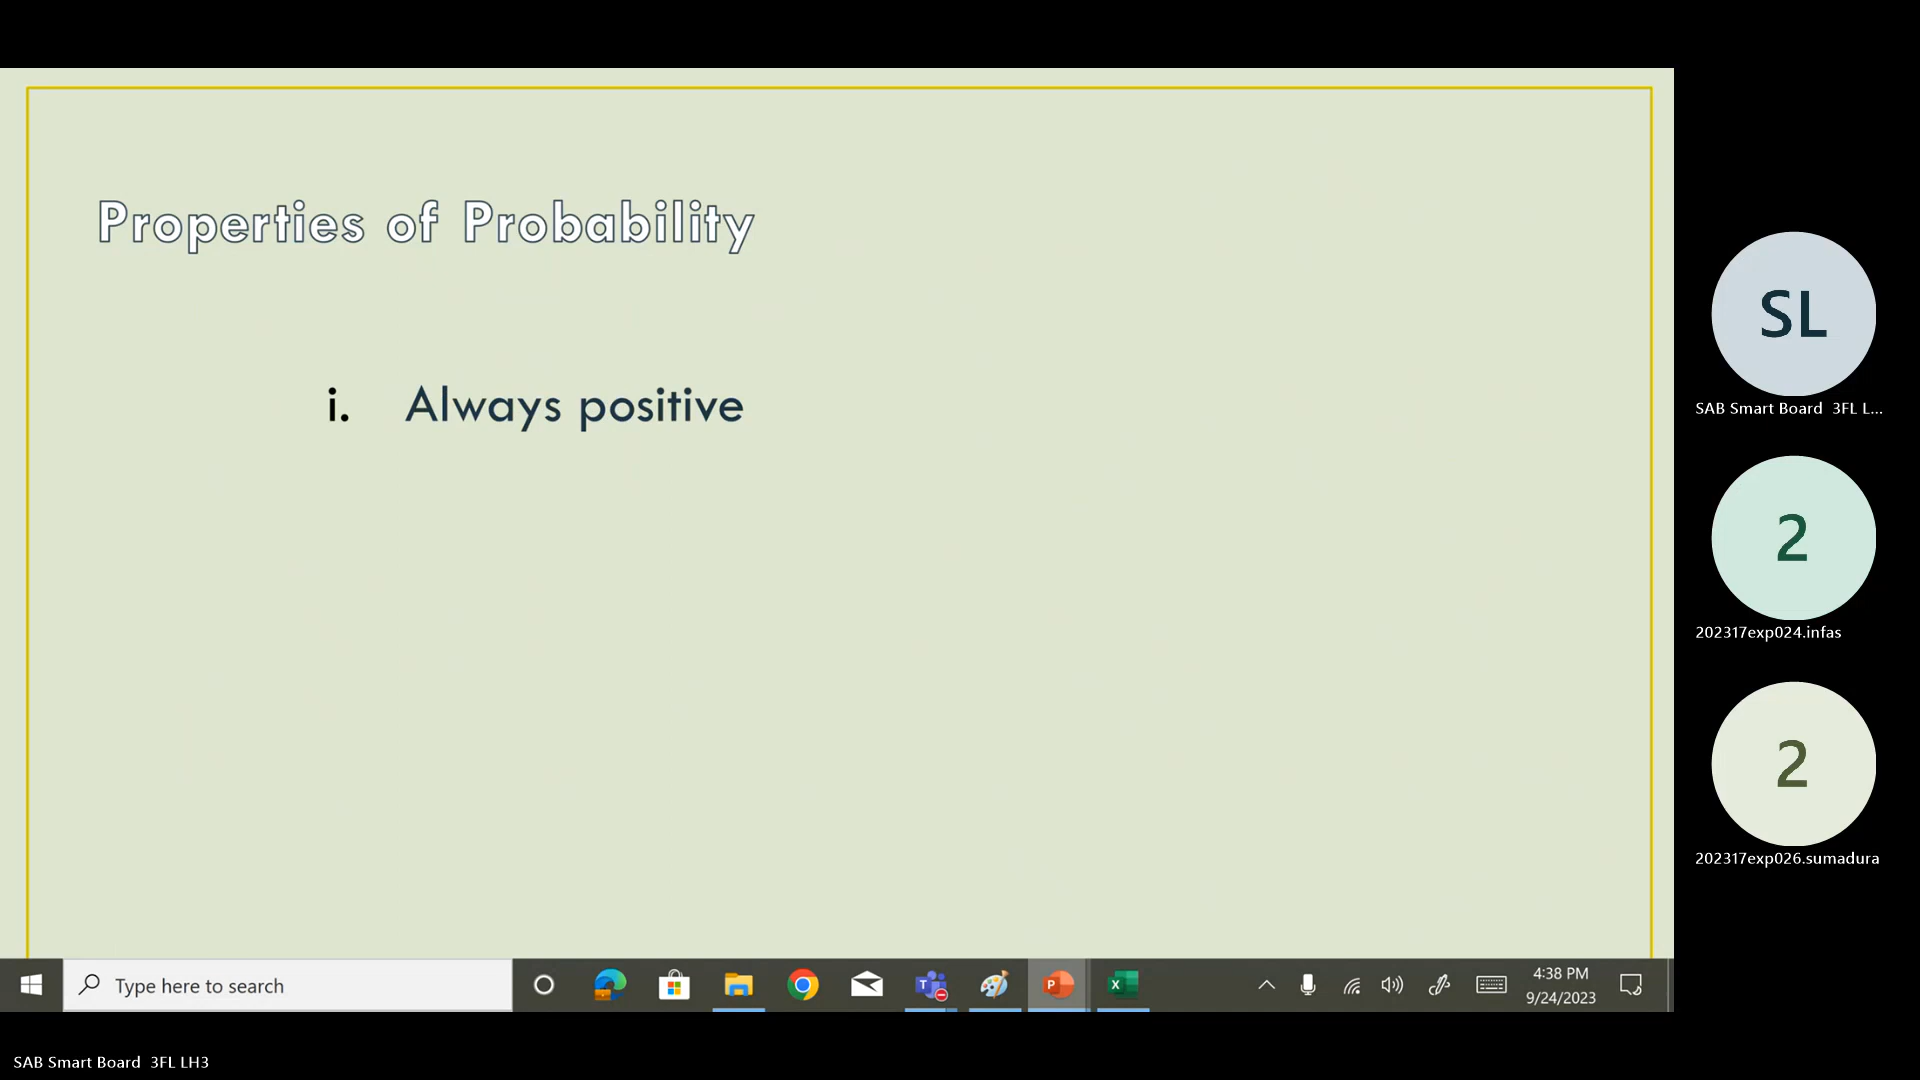 Properties of Probability
i. Always positive
SL
SAB Smart Board 3FL L...
2
202317exp024.infas
2
202317exp026.sumadura
Type here to search
4:38 PM
9/24/2023
SAB Smart Board 3FL LH3